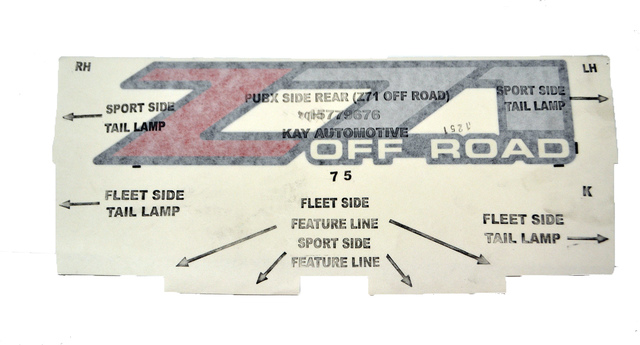 RH
LH
Z71
PUBX SIDE REAR (Z71 OFF ROAD)
15779676
KAY AUTOMOTIVE
3251
OFF ROAD
SPORT SIDE
TAIL LAMP
SPORT SIDE
TAIL LAMP
75
K
FLEET SIDE
TAIL LAMP
FLEET SIDE
FEATURE LINE
SPORT SIDE
FEATURE LINE
FLEET SIDE
TAIL LAMP